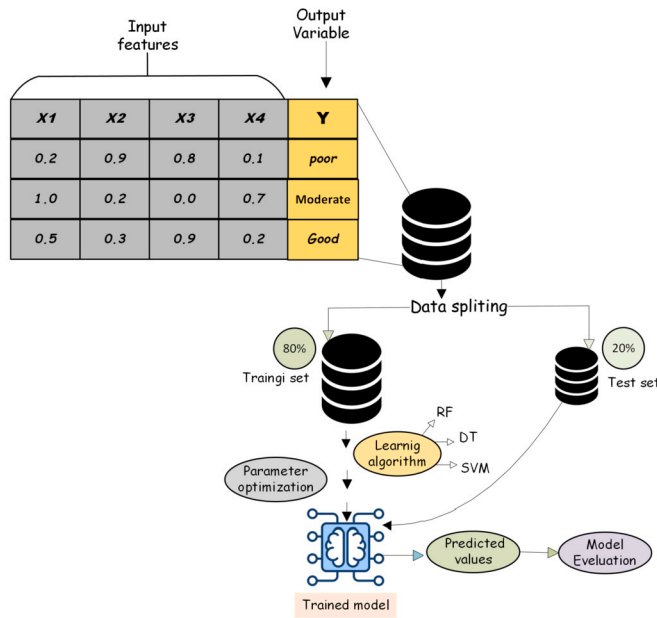 Input
features
Output
Variable
X1 X2 X3 X4 Y
0.2 0.9 0.8 0.1 poor
1.0 0.2 0.0 0.7 Moderate
0.5 0.3 0.9 0.2 Good
Data spliting
80%
20%
Traingi set
Test set
RF
Learnig
algorithm
DT
SVM
Parameter
optimization
Predicted
values
Model
Evaluation
Trained model